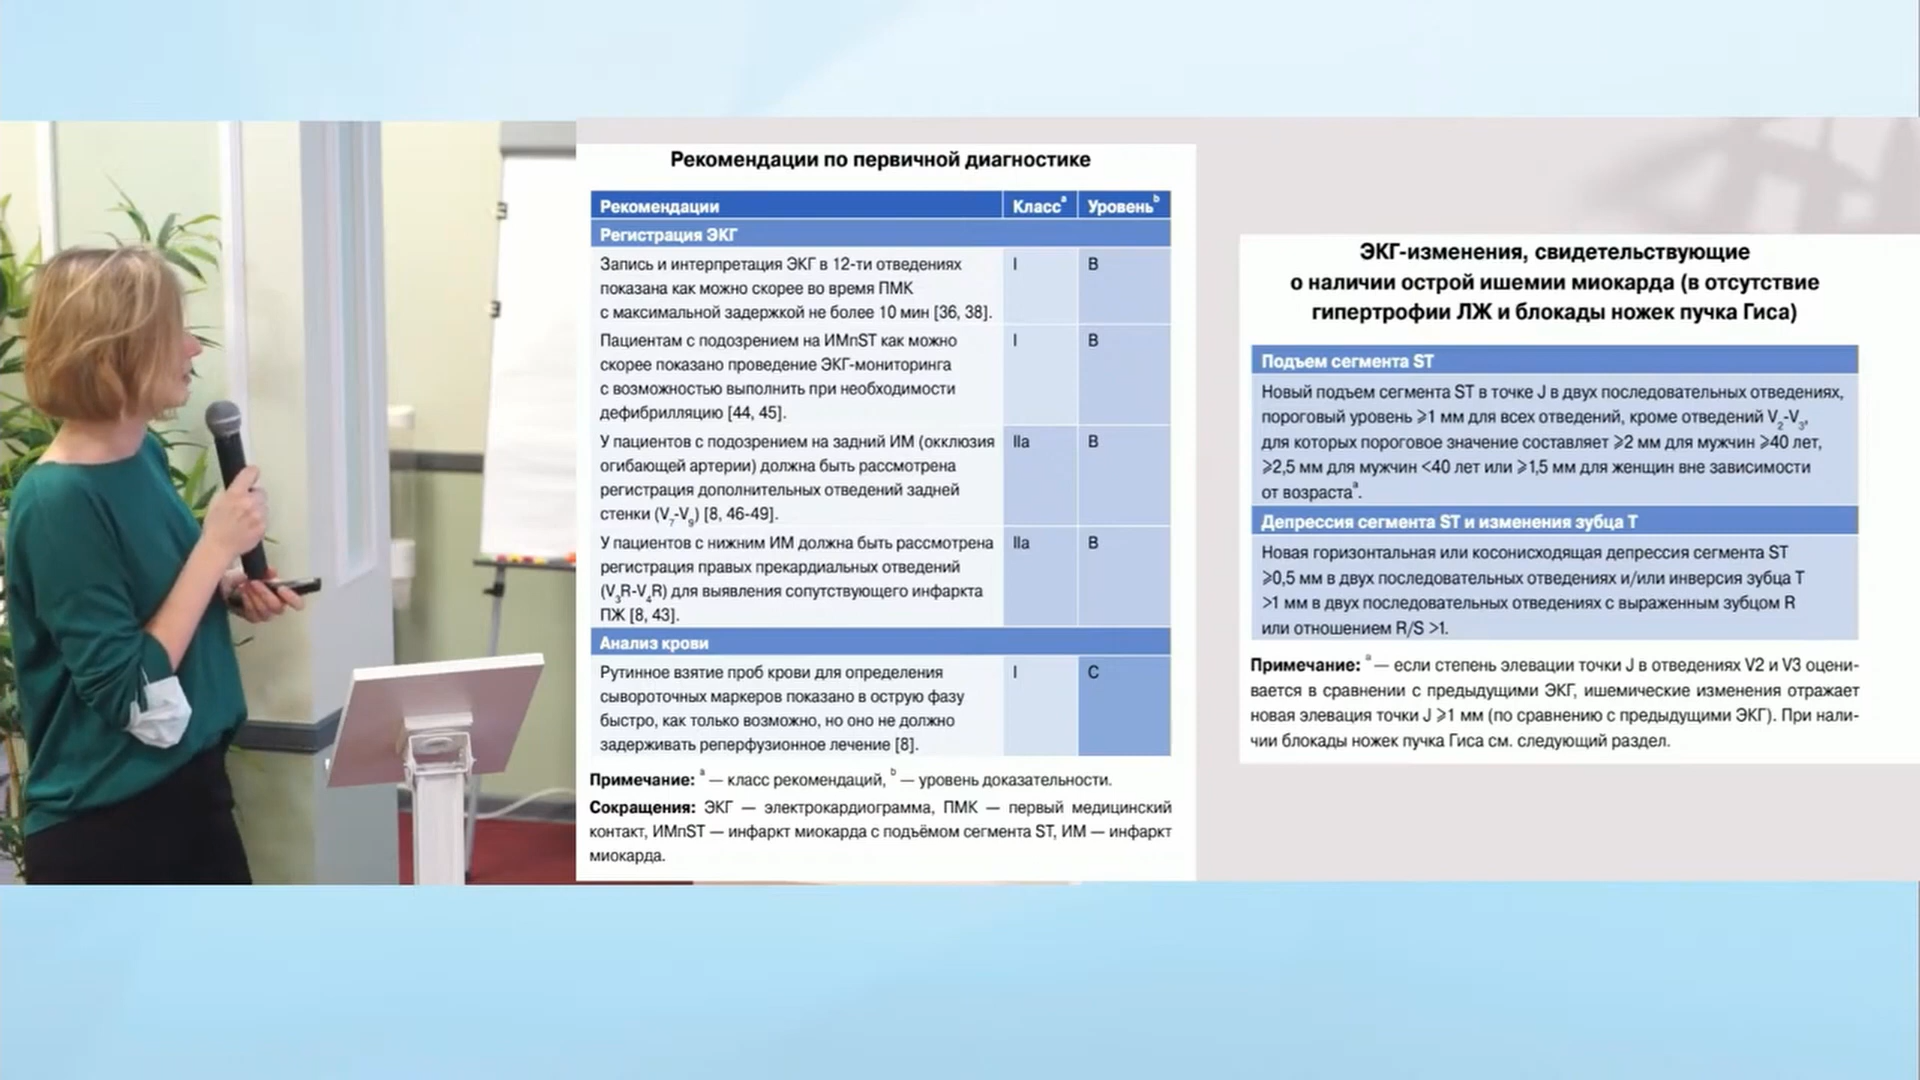 Рекомендации по первичной диагностике
Рекомендации Класс^a Уровень^b
Регистрация ЭКГ
Запись и интерпретация ЭКГ в 12-ти отведениях I B
показана как можно скорее во время ПМК
с максимальной задержкой не более 10 мин [36, 38].
Пациентам с подозрением на ИМпST как можно I B
скорее показано проведение ЭКГ-мониторинга
с возможностью выполнить при необходимости
дефибрилляцию [44, 45].
У пациентов с подозрением на задний ИМ (окклюзия IIa B
огибающей артерии) должна быть рассмотрена
регистрация дополнительных отведений задней
стенки (V7-V9) [8, 46-49].
У пациентов с нижним ИМ должна быть рассмотрена IIa B
регистрация правых прекардиальных отведений
(V3R-V4R) для выявления сопутствующего инфаркта
ПЖ [8, 43].
Анализ крови
Рутинное взятие проб крови для определения I C
сывороточных маркеров показано в острую фазу
быстро, как только возможно, но оно не должно
задерживать реперфузионное лечение [8].
Примечание: ^a — класс рекомендаций, ^b — уровень доказательности.
Сокращения: ЭКГ — электрокардиограмма, ПМК — первый медицинский
контакт, ИМпST — инфаркт миокарда с подъёмом сегмента ST, ИМ — инфаркт
миокарда.
ЭКГ-изменения, свидетельствующие
о наличии острой ишемии миокарда (в отсутствие
гипертрофии ЛЖ и блокады ножек пучка Гиса)
Подъем сегмента ST
Новый подъем сегмента ST в точке J в двух последовательных отведениях,
пороговый уровень ⩾1 мм для всех отведений, кроме отведений V2-V3,
для которых пороговое значение составляет ⩾2 мм для мужчин ⩾40 лет,
⩾2,5 мм для мужчин <40 лет или ⩾1,5 мм для женщин вне зависимости
от возраста^a.
Депрессия сегмента ST и изменения зубца T
Новая горизонтальная или косонисходящая депрессия сегмента ST
⩾0,5 мм в двух последовательных отведениях и/или инверсия зубца T
>1 мм в двух последовательных отведениях с выраженным зубцом R
или отношением R/S >1.
Примечание: ^a — если степень элевации точки J в отведениях V2 и V3 оцени-
вается в сравнении с предыдущими ЭКГ, ишемические изменения отражает
новая элевация точки J ⩾1 мм (по сравнению с предыдущими ЭКГ). При нали-
чии блокады ножек пучка Гиса см. следующий раздел.